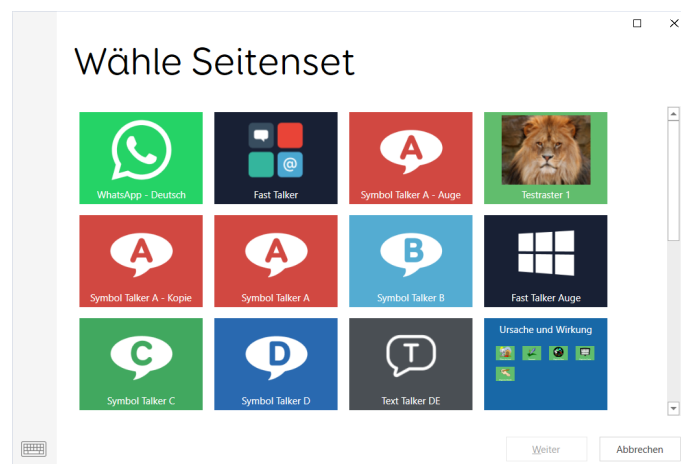 Wähle Seitenset
WhatsApp - Deutsch
@
Fast Talker
A
Symbol Talker A - Auge
Testraster 1
A
Symbol Talker A - Kopie
A
Symbol Talker A
B
Symbol Talker B
Fast Talker Auge
C
Symbol Talker C
D
Symbol Talker D
T
Text Talker DE
Ursache und Wirkung
Weiter
Abbrechen